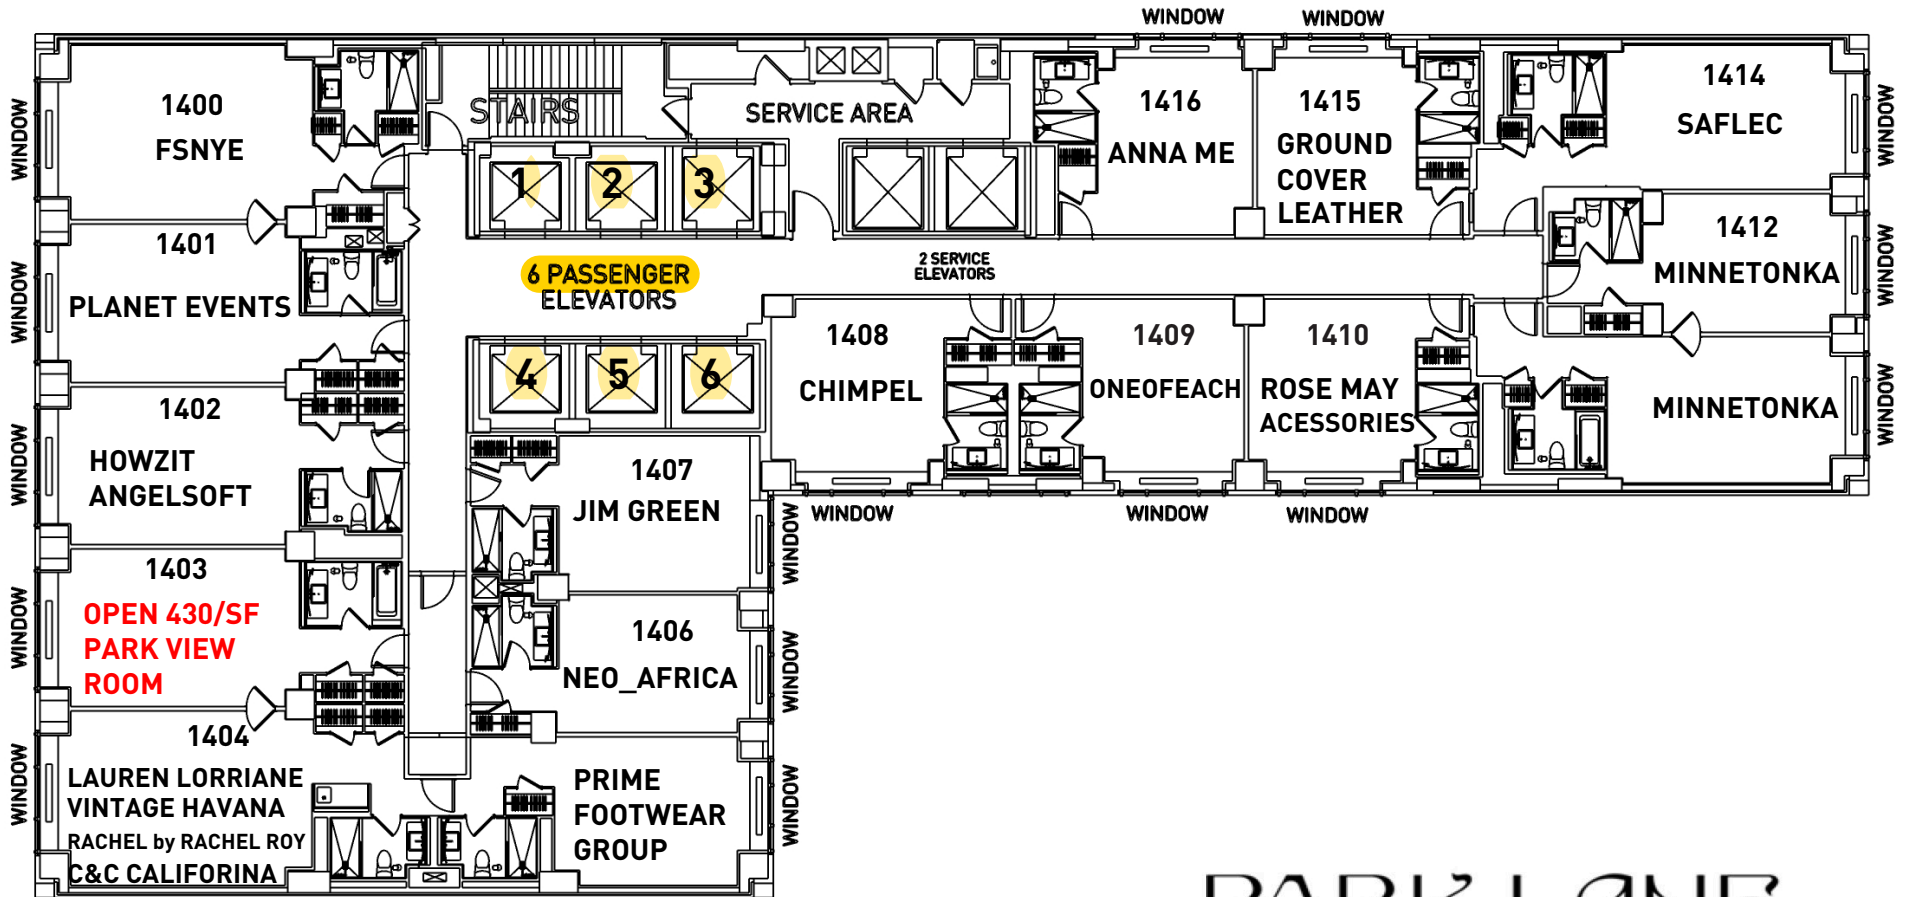 WINDOW
WINDOW
1400
FSNYE
STAIRS
SERVICE AREA
1416
ANNA ME
1415
GROUND
COVER
LEATHER
1414
SAFLEC
WINDOW
WINDOW
1
2
3
1401
PLANET EVENTS
WINDOW
6 PASSENGER
ELEVATORS
2 SERVICE
ELEVATORS
1412
MINNETONKA
WINDOW
4
5
6
1408
CHIMPEL
1409
ONEOFEACH
1410
ROSE MAY
ACESSORIES
MINNETONKA
WINDOW
1402
HOWZIT
ANGELSOFT
WINDOW
1407
JIM GREEN
WINDOW
WINDOW
WINDOW
WINDOW
1403
OPEN 430/SF
PARK VIEW
ROOM
WINDOW
1406
NEO_AFRICA
WINDOW
1404
LAUREN LORRIANE
VINTAGE HAVANA
RACHEL by RACHEL ROY
C&C CALIFORINA
WINDOW
PRIME
FOOTWEAR
GROUP
WINDOW
PARK LANE